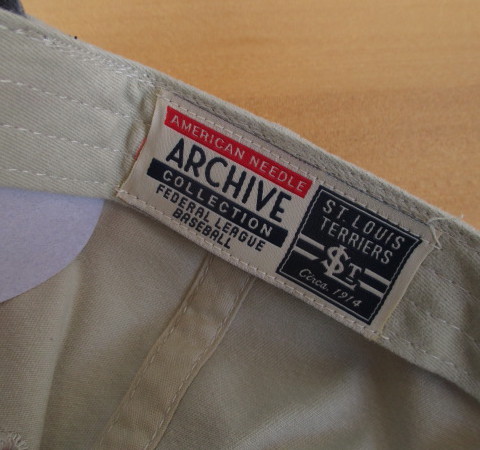 AMERICAN NEEDLE
ARCHIVE
COLLECTION
FEDERAL LEAGUE
BASEBALL
ST. LOUIS
TERRIERS
STL
Circa. 1914